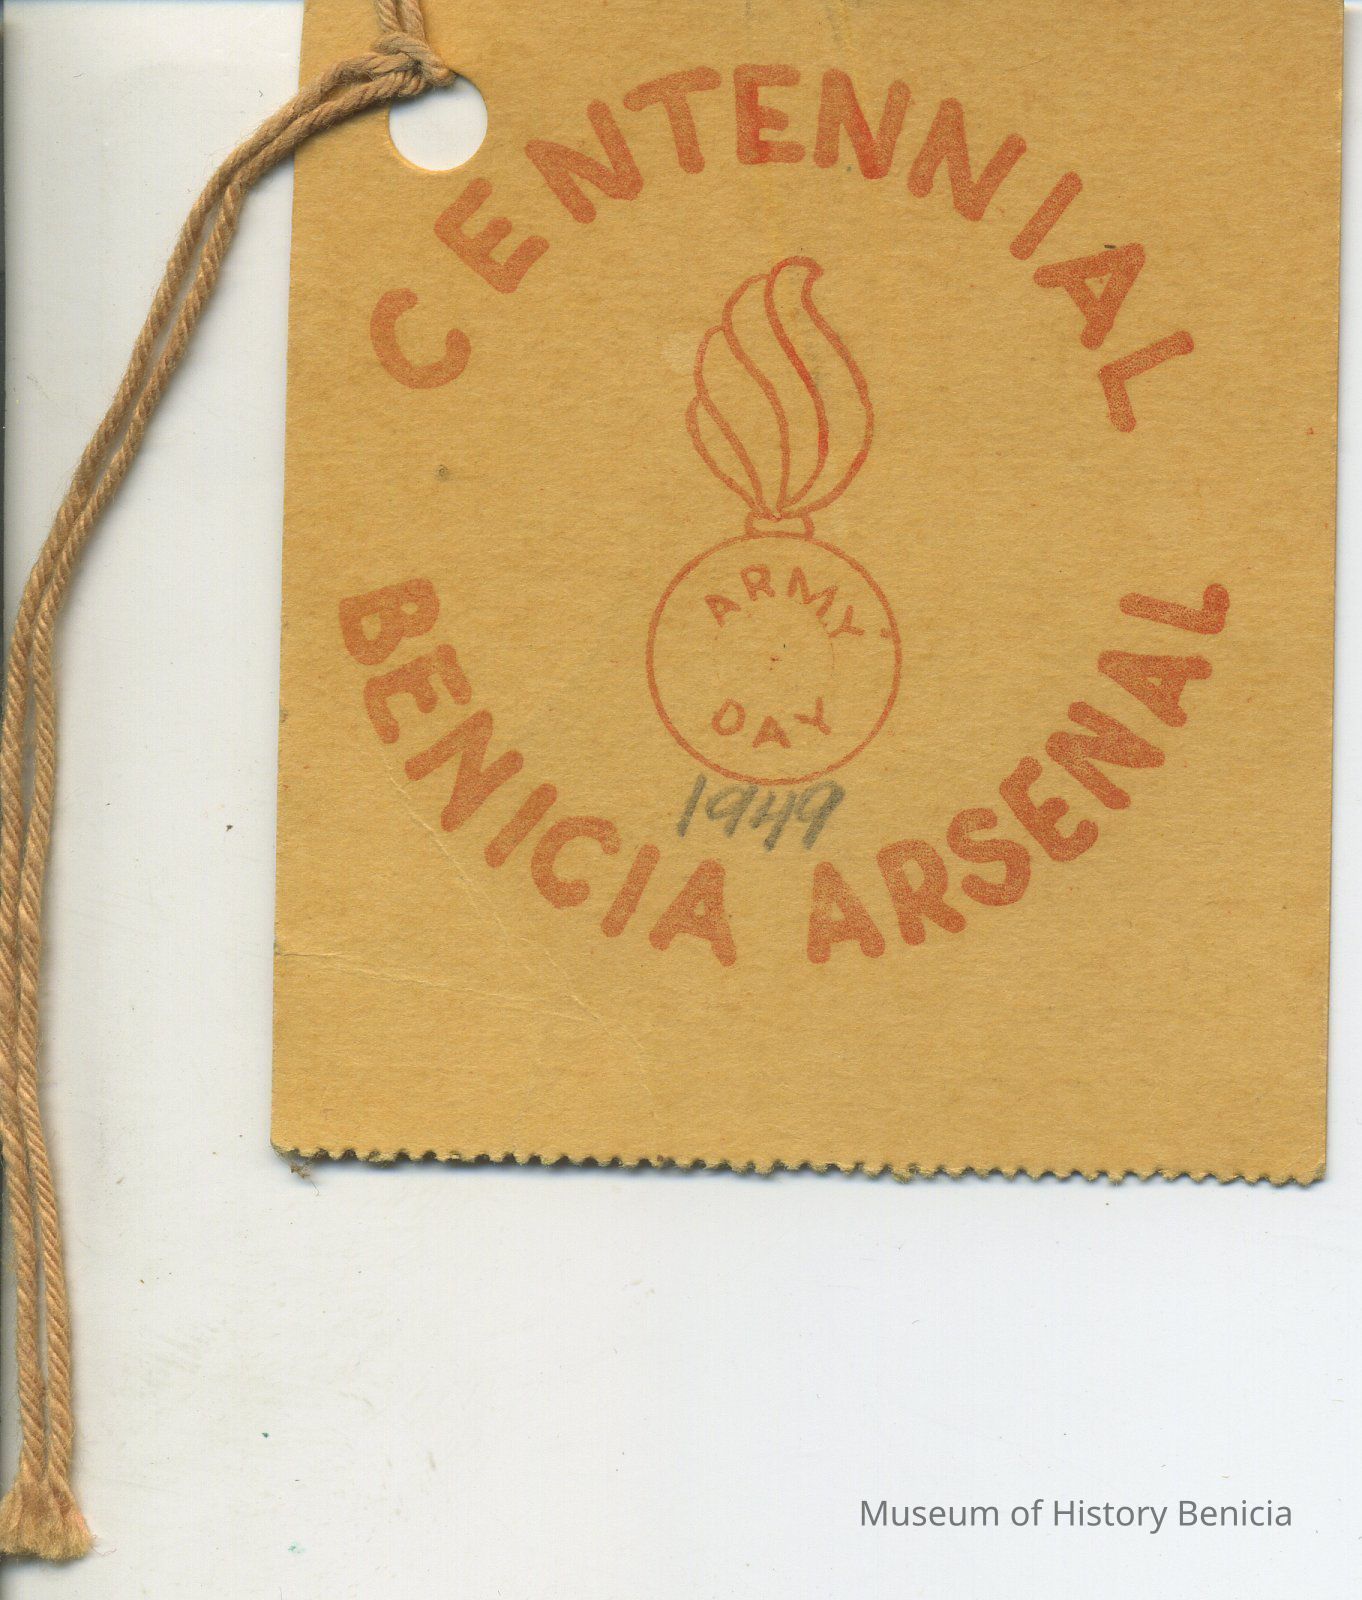 CENTENNIAL
ARMY
DAY
1949
BENICIA ARSENAL
Museum of History Benicia